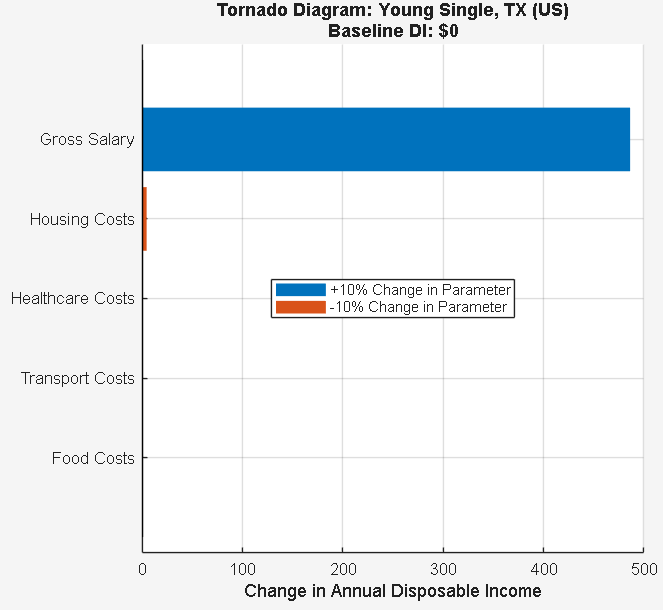 Tornado Diagram: Young Single, TX (US)
Baseline DI: $0
Gross Salary
Housing Costs
Healthcare Costs
Transport Costs
Food Costs
+10% Change in Parameter
-10% Change in Parameter
0 100 200 300 400 500
Change in Annual Disposable Income